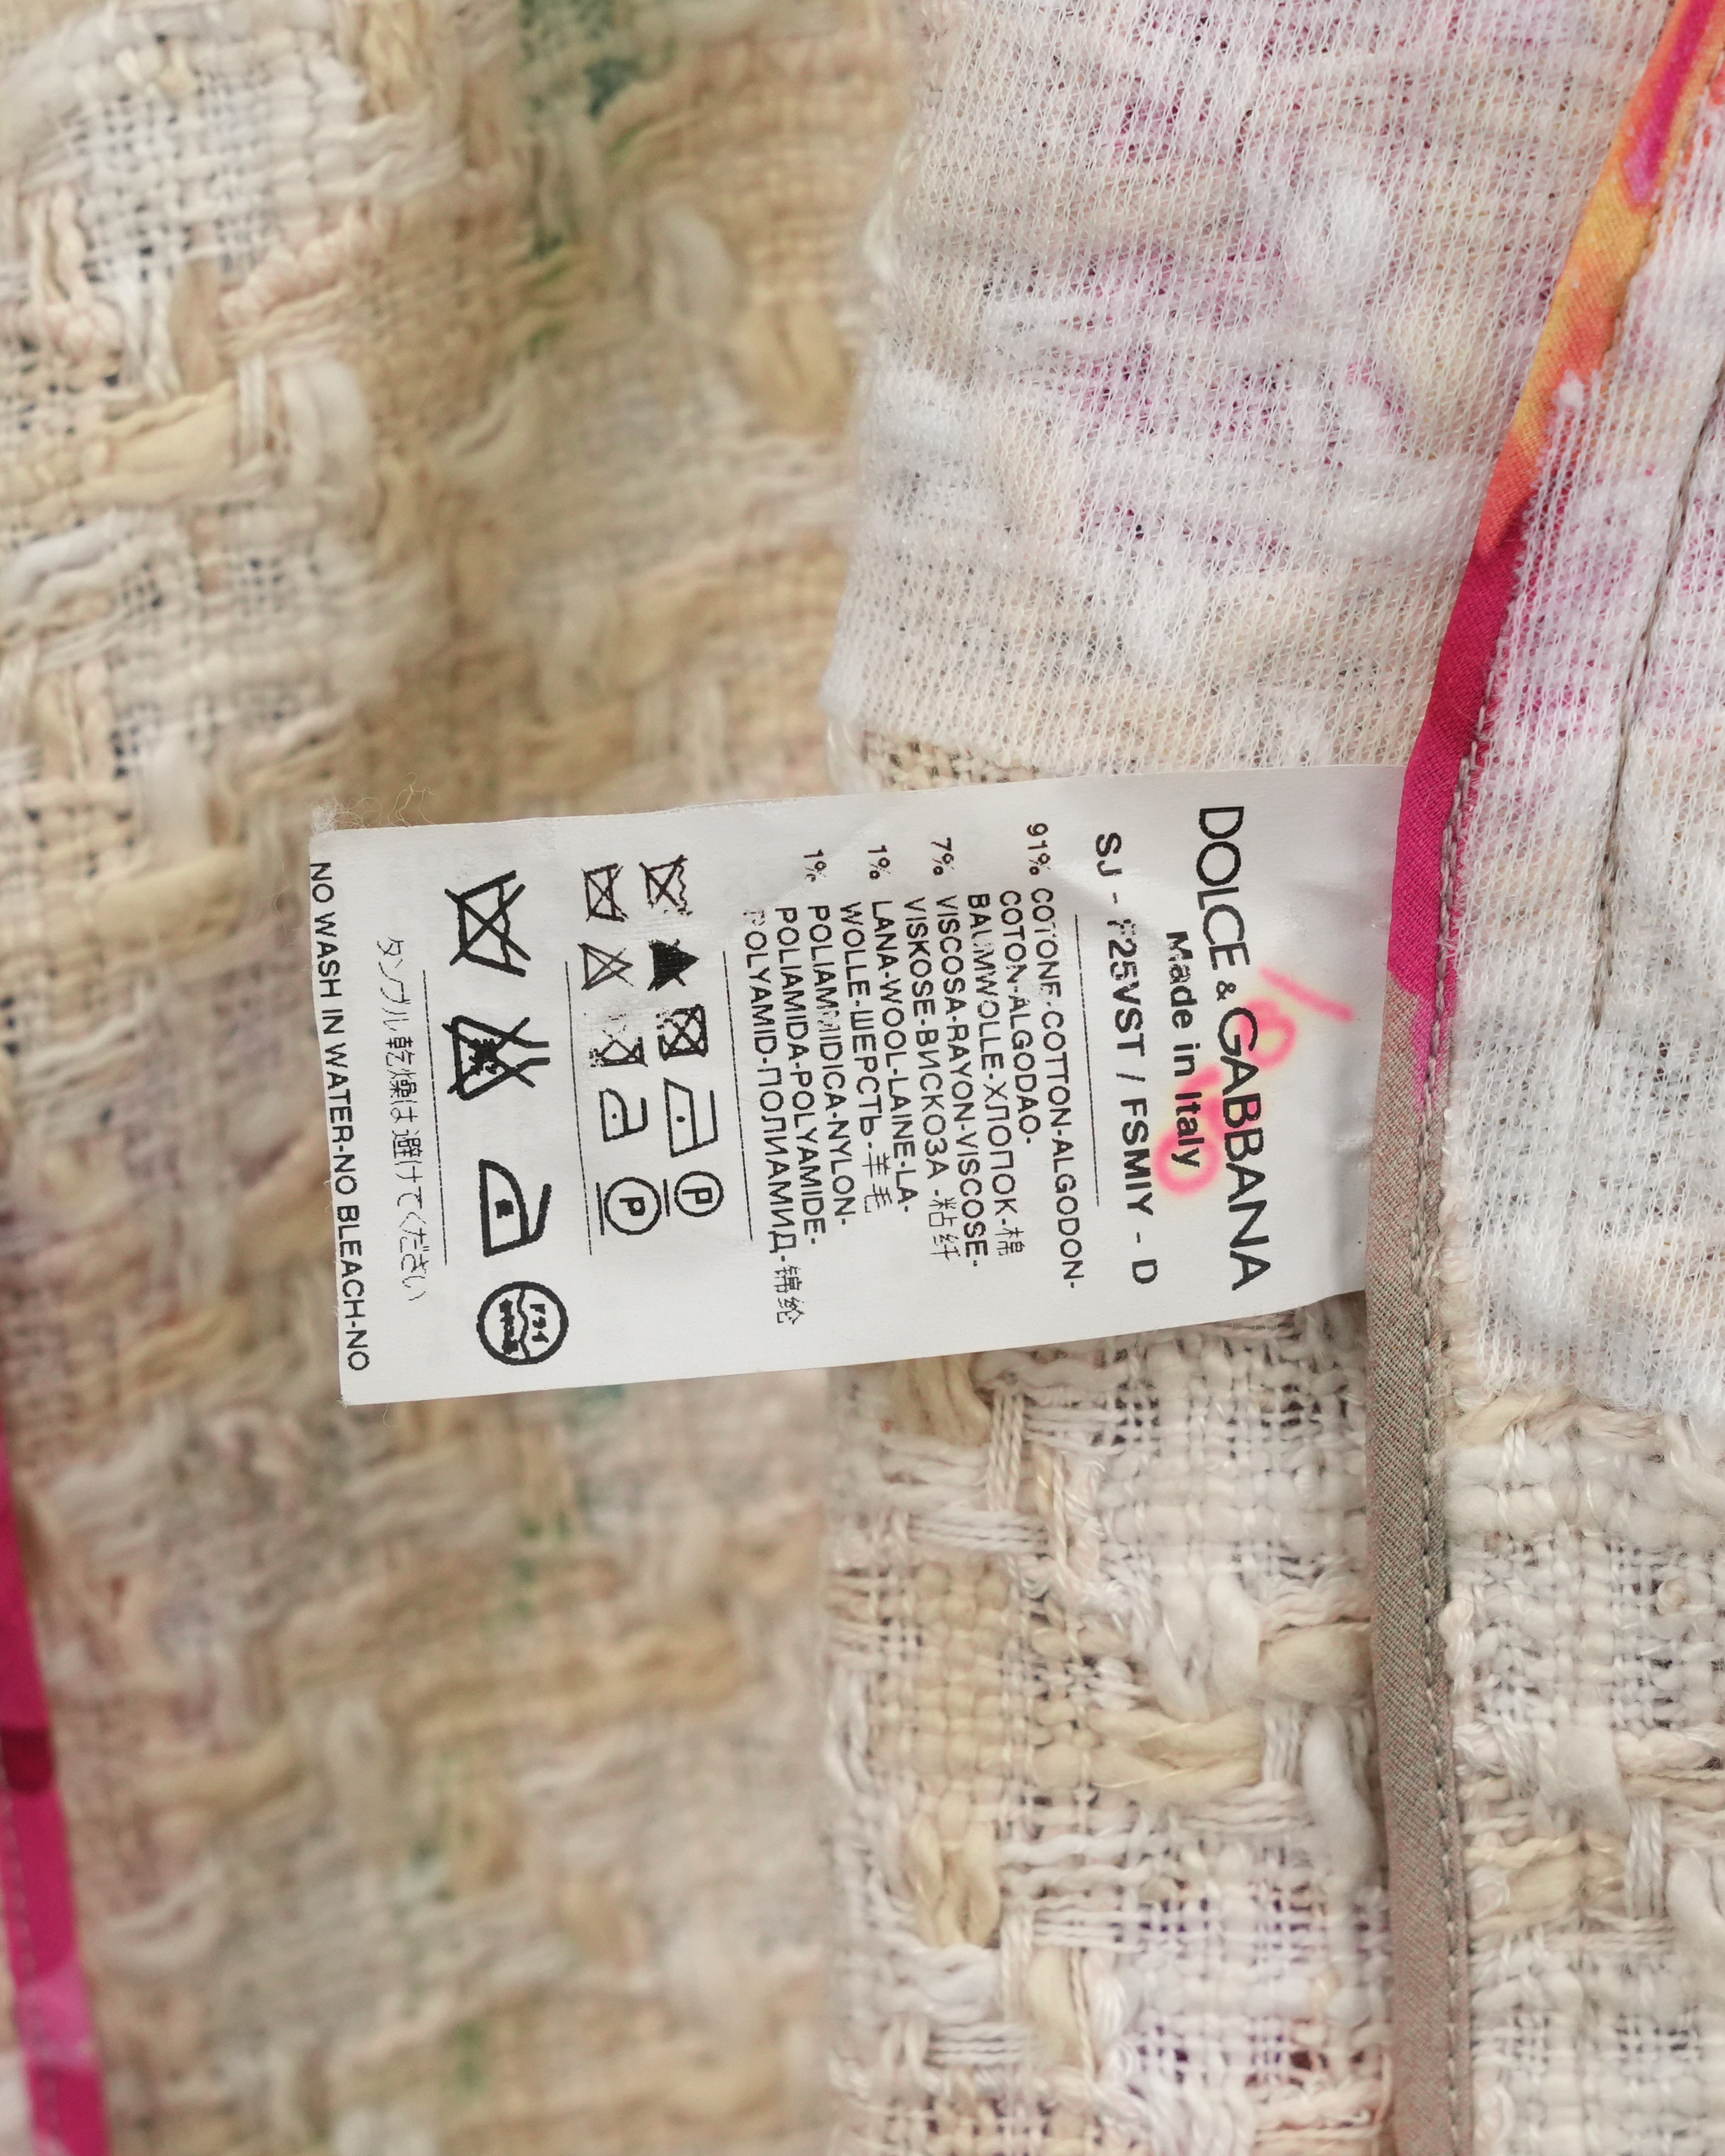 DOLCE & GABBANA
Made in Italy
SJ - F25VST / FSMIY - D
91% COTONE-COTTON-ALGODON-
COTON-ALGODAO-
BAUMWOLLE-ХЛОПОК-棉
7% VISCOSA-RAYON-VISCOSE-
VISKOSE-ВИСКОЗА-粘纤
1% LANA-WOOL-LAINE-LA-
WOLLE-ШЕРСТЬ-羊毛
1% POLIAMMIDICA-NYLON-
POLIAMIDA-POLYAMIDE-
POLYAMID-ПОЛИАМИД-锦纶
P
P
ドライ
タンブル乾燥は避けてください
NO WASH IN WATER-NO BLEACH-NO